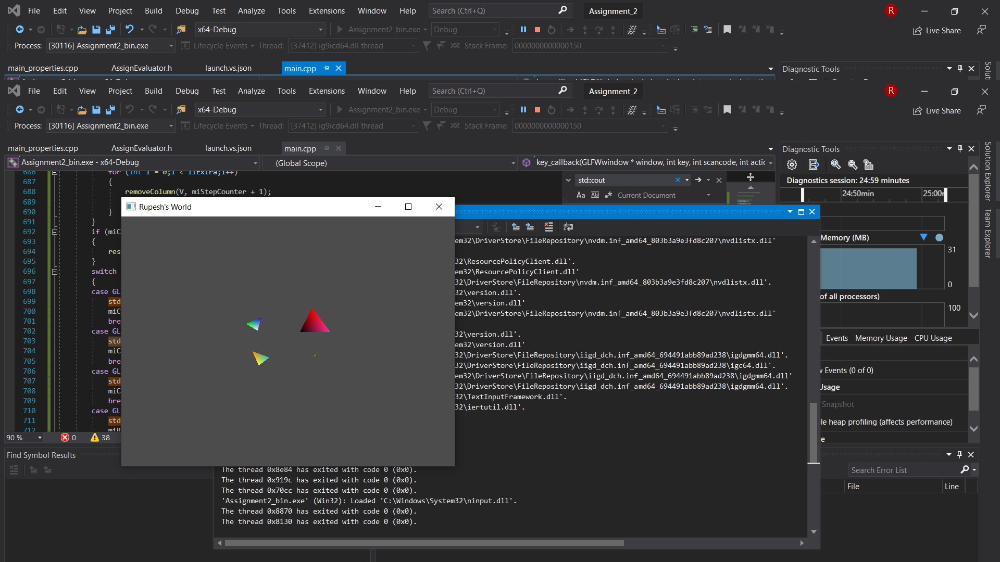 File Edit View Project Build Debug Test Analyze Tools Extensions Window Help Search (Ctrl+Q) Assignment_2 R
x64-Debug Assignment2_bin.exe Debug Live Share
Process: [30116] Assignment2_bin.exe Lifecycle Events Thread: [37412] ig9icd64.dll thread Stack Frame: 0000000000000150
main_properties.cpp AssignEvaluator.h launch.vs.json main.cpp Diagnostic Tools
File Edit View Project Build Debug Test Analyze Tools Extensions Window Help Search (Ctrl+Q) Assignment_2 R
x64-Debug Assignment2_bin.exe Debug Live Share
Process: [30116] Assignment2_bin.exe Lifecycle Events Thread: [37412] ig9icd64.dll thread Stack Frame: 0000000000000150
main_properties.cpp AssignEvaluator.h launch.vs.json main.cpp Diagnostic Tools
Assignment2_bin.exe - x64-Debug (Global Scope) key_callback(GLFWwindow * window, int key, int scancode, int actic
686 for (int i = 0;i < liExtra;i++)
687 {
688 removeColumn(V, miStepCounter + 1);
689
690 }
691 }
692 if (miC
693 {
694 res
695 }
696 switch
697 {
698 case GL
699 std
700 miC
701 bre
702 case GL
703 std
704 miC
705 bre
706 case GL
707 std
708 miC
709 bre
710 case GL
711 std
712 miR
std::cout
Aa Current Document
Diagnostics session: 24:59 minutes
24:50min 25:00
Memory (MB)
31
0
of all processors)
100
Events Memory Usage CPU Usage
Events (0 of 0)
Usage
Snapshot
le heap profiling (affects performance)
e
Solution Explorer
Team Explorer
Rupesh's World
em32\DriverStore\FileRepository\nvdm.inf_amd64_803b3a9e3fd8c207\nvdlistx.dll'
32\ResourcePolicyClient.dll'.
em32\ResourcePolicyClient.dll'
32\DriverStore\FileRepository\nvdm.inf_amd64_803b3a9e3fd8c207\nvdlistx.dll'.
32\version.dll'.
em32\version.dll'
em32\DriverStore\FileRepository\nvdm.inf_amd64_803b3a9e3fd8c207\nvdlistx.dll'
32\version.dll'.
em32\version.dll'
32\DriverStore\FileRepository\iigd_dch.inf_amd64_694491abb89ad238\igdgmm64.dll'.
32\DriverStore\FileRepository\iigd_dch.inf_amd64_694491abb89ad238\igc64.dll'.
em32\DriverStore\FileRepository\iigd_dch.inf_amd64_694491abb89ad238\igdgmm64.dll'
32\DriverStore\FileRepository\iigd_dch.inf_amd64_694491abb89ad238\igdgmm64.dll'.
32\TextInputFramework.dll'.
32\iertutil.dll'.
The thread 0x8e84 has exited with code 0 (0x0).
The thread 0x919c has exited with code 0 (0x0).
The thread 0x70cc has exited with code 0 (0x0).
'Assignment2_bin.exe' (Win32): Loaded 'C:\Windows\System32\ninput.dll'.
The thread 0x8870 has exited with code 0 (0x0).
The thread 0x8130 has exited with code 0 (0x0).
90 % 0 38
Find Symbol Results
Search Error List
File Line